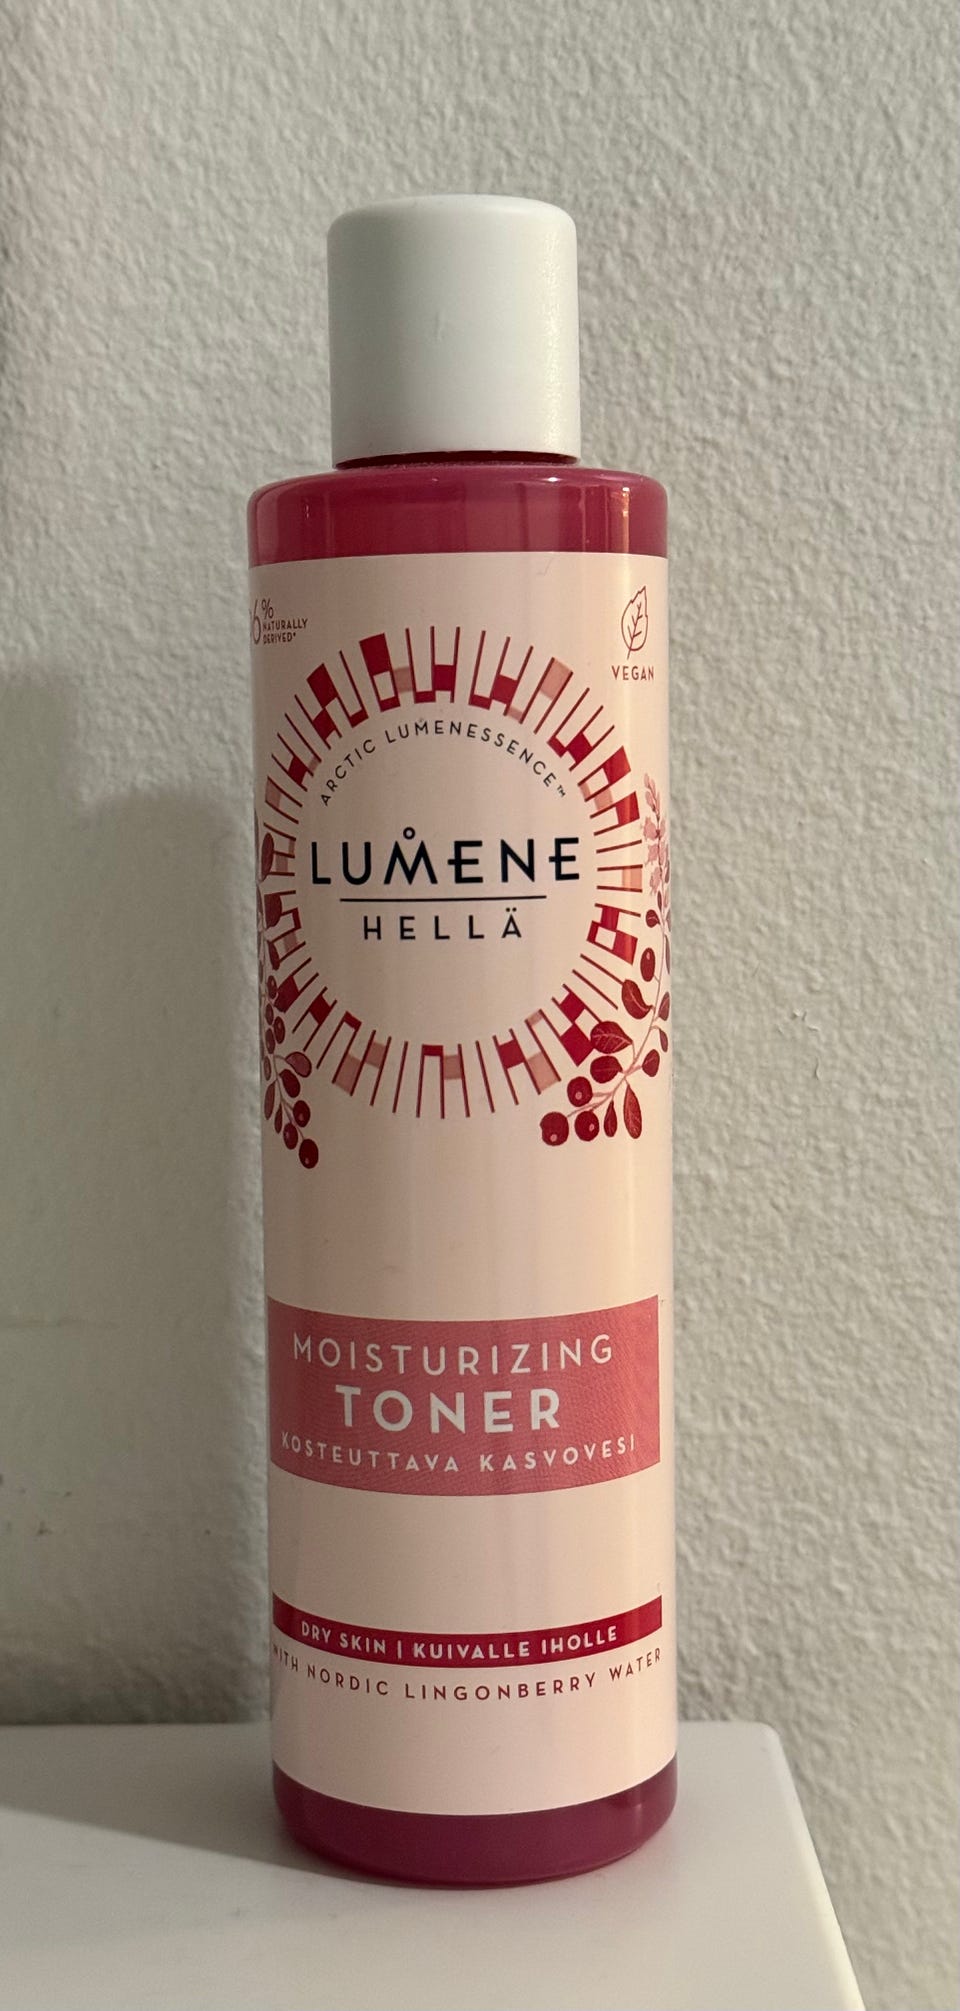 %
NATURALLY
DERIVED*
VEGAN
ARCTIC LUMENESSENCE™
LUMENE
HELLÄ
MOISTURIZING
TONER
KOSTEUTTAVA KASVOVESI
DRY SKIN | KUIVALLE IHOLLE
WITH NORDIC LINGONBERRY WATER